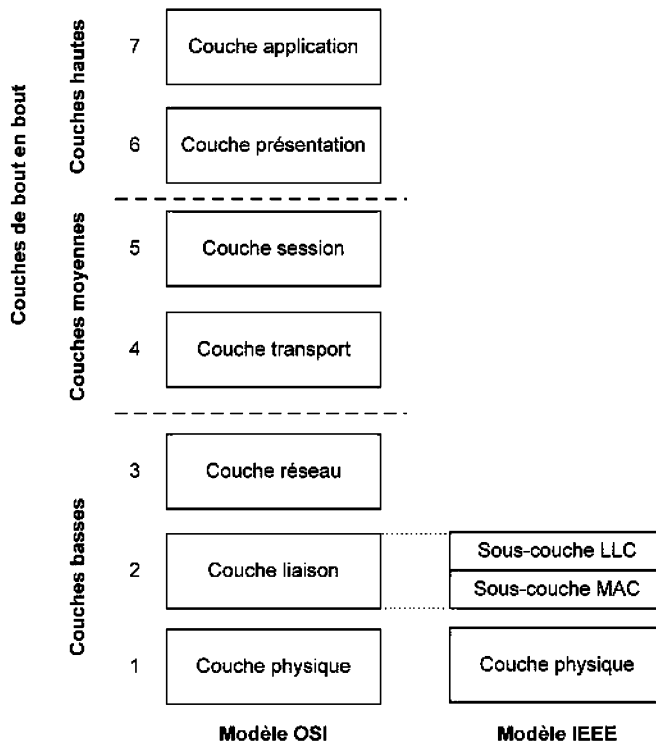 Couches de bout en bout
Couches hautes
7
Couche application
6
Couche présentation
Couches moyennes
5
Couche session
4
Couche transport
Couches basses
3
Couche réseau
2
Couche liaison
Sous-couche LLC
Sous-couche MAC
1
Couche physique
Couche physique
Modèle OSI
Modèle IEEE